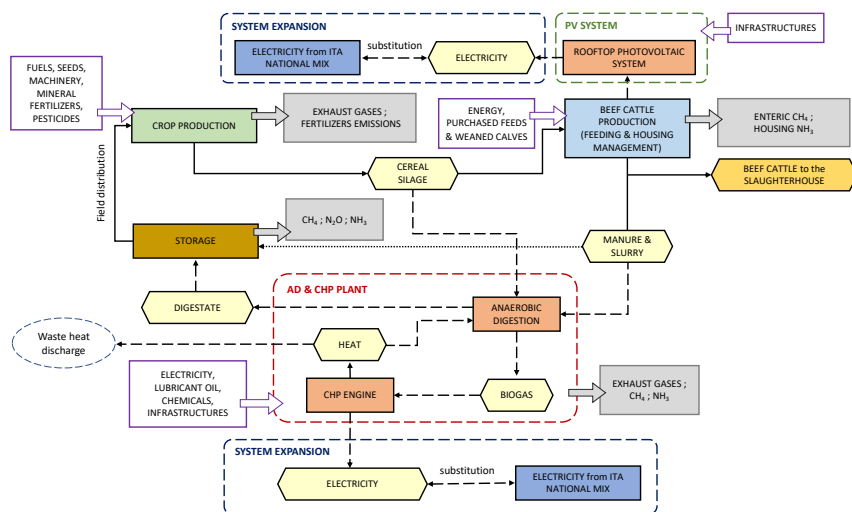 SYSTEM EXPANSION
PV SYSTEM
ELECTRICITY from ITA
NATIONAL MIX
substitution
ELECTRICITY
ROOFTOP PHOTOVOLTAIC
SYSTEM
INFRASTRUCTURES
FUELS, SEEDS,
MACHINERY,
MINERAL
FERTILIZERS,
PESTICIDES
CROP PRODUCTION
EXHAUST GASES ;
FERTILIZERS EMISSIONS
ENERGY,
PURCHASED FEEDS
& WEANED CALVES
BEEF CATTLE
PRODUCTION
(FEEDING & HOUSING
MANAGEMENT)
ENTERIC CH₄ ;
HOUSING NH₃
CEREAL
SILAGE
BEEF CATTLE to the
SLAUGHTERHOUSE
Field distribution
STORAGE
CH₄ ; N₂O ; NH₃
MANURE &
SLURRY
AD & CHP PLANT
DIGESTATE
ANAEROBIC
DIGESTION
Waste heat
discharge
HEAT
ELECTRICITY,
LUBRICANT OIL,
CHEMICALS,
INFRASTRUCTURES
CHP ENGINE
BIOGAS
EXHAUST GASES ;
CH₄ ; NH₃
SYSTEM EXPANSION
ELECTRICITY
substitution
ELECTRICITY from ITA
NATIONAL MIX